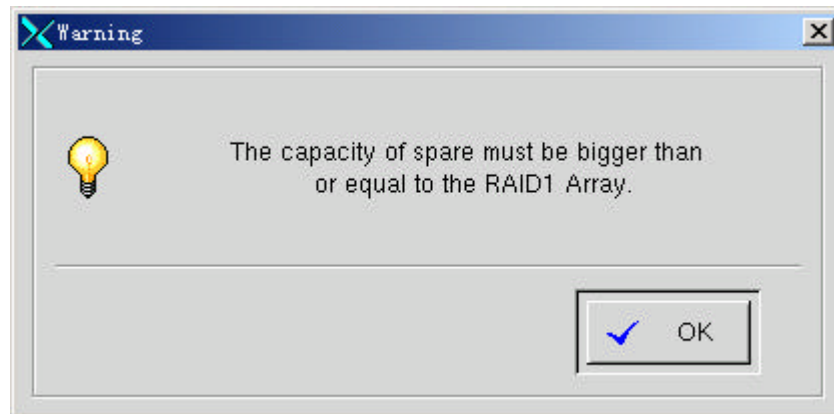 Warning
The capacity of spare must be bigger than
or equal to the RAID1 Array.
OK